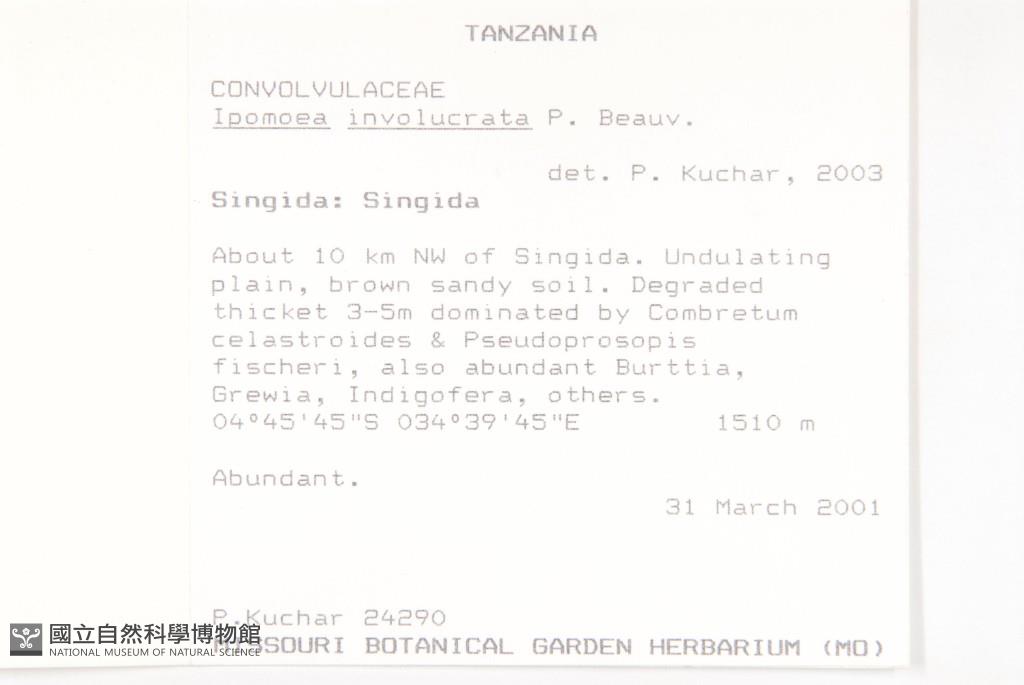 TANZANIA
CONVOLVULACEAE
Ipomoea involucrata P. Beauv.
det. P. Kuchar, 2003
Singida: Singida
About 10 km NW of Singida. Undulating
plain, brown sandy soil. Degraded
thicket 3-5m dominated by Combretum
celastroides & Pseudoprosopis
fischeri, also abundant Burttia,
Grewia, Indigofera, others.
04°45'45"S 034°39'45"E 1510 m
Abundant.
31 March 2001
P.Kuchar 24290
MISSOURI BOTANICAL GARDEN HERBARIUM (MO)
國立自然科學博物館
NATIONAL MUSEUM OF NATURAL SCIENCE